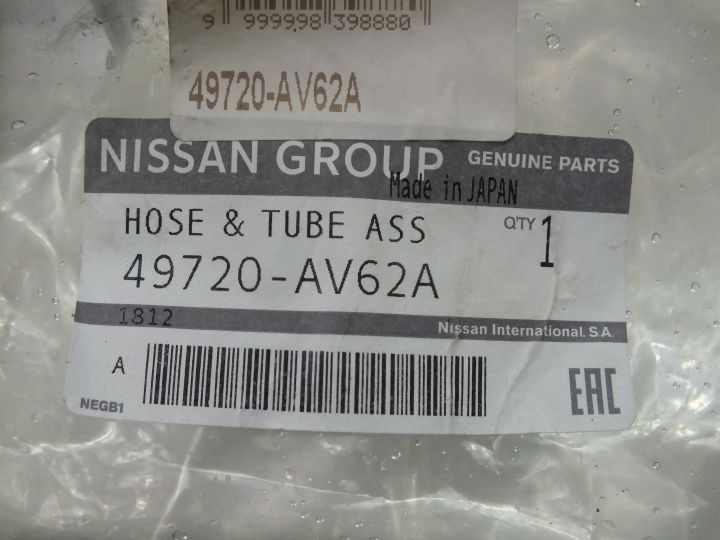 9 999998 398880
49720-AV62A
NISSAN GROUP GENUINE PARTS
Made in JAPAN
HOSE & TUBE ASS Q'TY 1
49720-AV62A
1812
Nissan International. S.A.
A
NEGB1
EAC